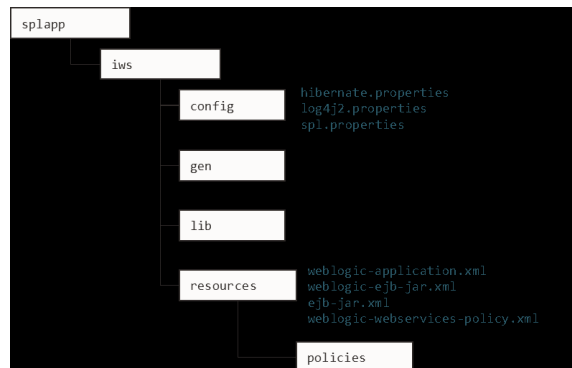 splapp
iws
config
hibernate.properties
log4j2.properties
spl.properties
gen
lib
resources
weblogic-application.xml
weblogic-ejb-jar.xml
ejb-jar.xml
weblogic-webservices-policy.xml
policies